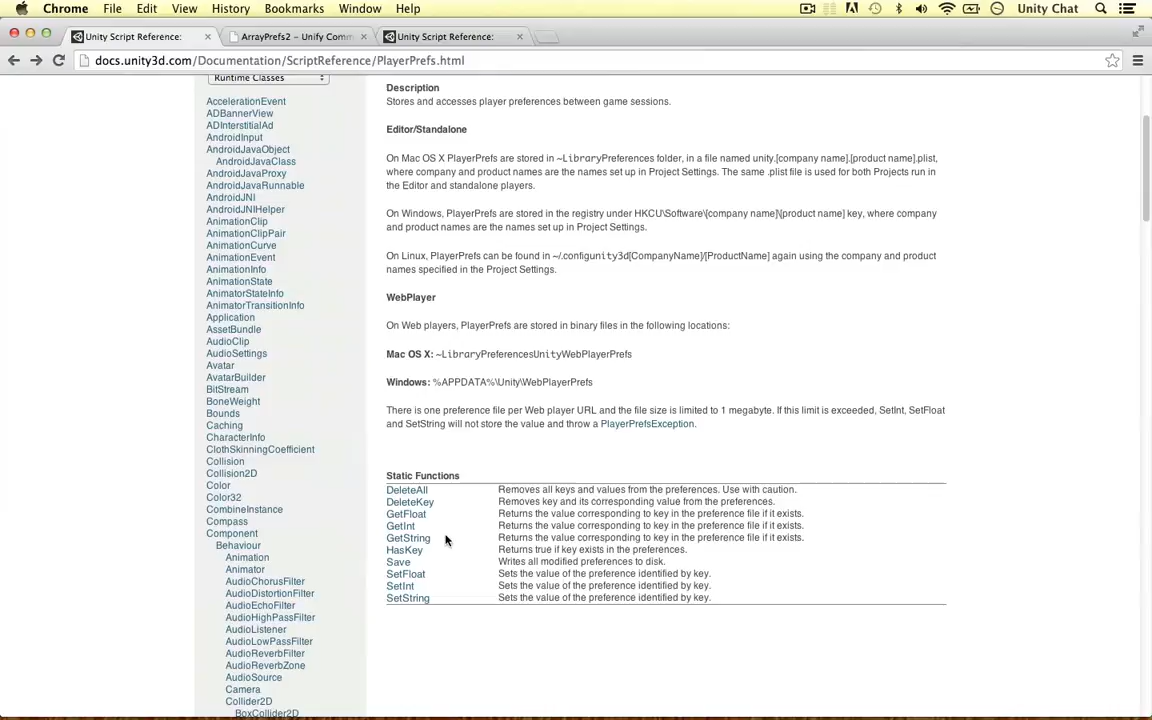 Chrome File Edit View History Bookmarks Window Help Unity Chat
Unity Script Reference: ArrayPrefs2 – Unify Comm Unity Script Reference:
docs.unity3d.com/Documentation/ScriptReference/PlayerPrefs.html
Runtime Classes
AccelerationEvent
ADBannerView
ADInterstitialAd
AndroidInput
AndroidJavaObject
AndroidJavaClass
AndroidJavaProxy
AndroidJavaRunnable
AndroidJNI
AndroidJNIHelper
AnimationClip
AnimationClipPair
AnimationCurve
AnimationEvent
AnimationInfo
AnimationState
AnimatorStateInfo
AnimatorTransitionInfo
Application
AssetBundle
AudioClip
AudioSettings
Avatar
AvatarBuilder
BitStream
BoneWeight
Bounds
Caching
CharacterInfo
ClothSkinningCoefficient
Collision
Collision2D
Color
Color32
CombineInstance
Compass
Component
Behaviour
Animation
Animator
AudioChorusFilter
AudioDistortionFilter
AudioEchoFilter
AudioHighPassFilter
AudioListener
AudioLowPassFilter
AudioReverbFilter
AudioReverbZone
AudioSource
Camera
Collider2D
BoxCollider2D
Description
Stores and accesses player preferences between game sessions.
Editor/Standalone
On Mac OS X PlayerPrefs are stored in ~LibraryPreferences folder, in a file named unity.[company name].[product name].plist,
where company and product names are the names set up in Project Settings. The same .plist file is used for both Projects run in
the Editor and standalone players.
On Windows, PlayerPrefs are stored in the registry under HKCU\Software\[company name]\[product name] key, where company
and product names are the names set up in Project Settings.
On Linux, PlayerPrefs can be found in ~/.configunity3d[CompanyName]/[ProductName] again using the company and product
names specified in the Project Settings.
WebPlayer
On Web players, PlayerPrefs are stored in binary files in the following locations:
Mac OS X: ~LibraryPreferencesUnityWebPlayerPrefs
Windows: %APPDATA%\Unity\WebPlayerPrefs
There is one preference file per Web player URL and the file size is limited to 1 megabyte. If this limit is exceeded, SetInt, SetFloat
and SetString will not store the value and throw a PlayerPrefsException.
Static Functions
DeleteAll Removes all keys and values from the preferences. Use with caution.
DeleteKey Removes key and its corresponding value from the preferences.
GetFloat Returns the value corresponding to key in the preference file if it exists.
GetInt Returns the value corresponding to key in the preference file if it exists.
GetString Returns the value corresponding to key in the preference file if it exists.
HasKey Returns true if key exists in the preferences.
Save Writes all modified preferences to disk.
SetFloat Sets the value of the preference identified by key.
SetInt Sets the value of the preference identified by key.
SetString Sets the value of the preference identified by key.